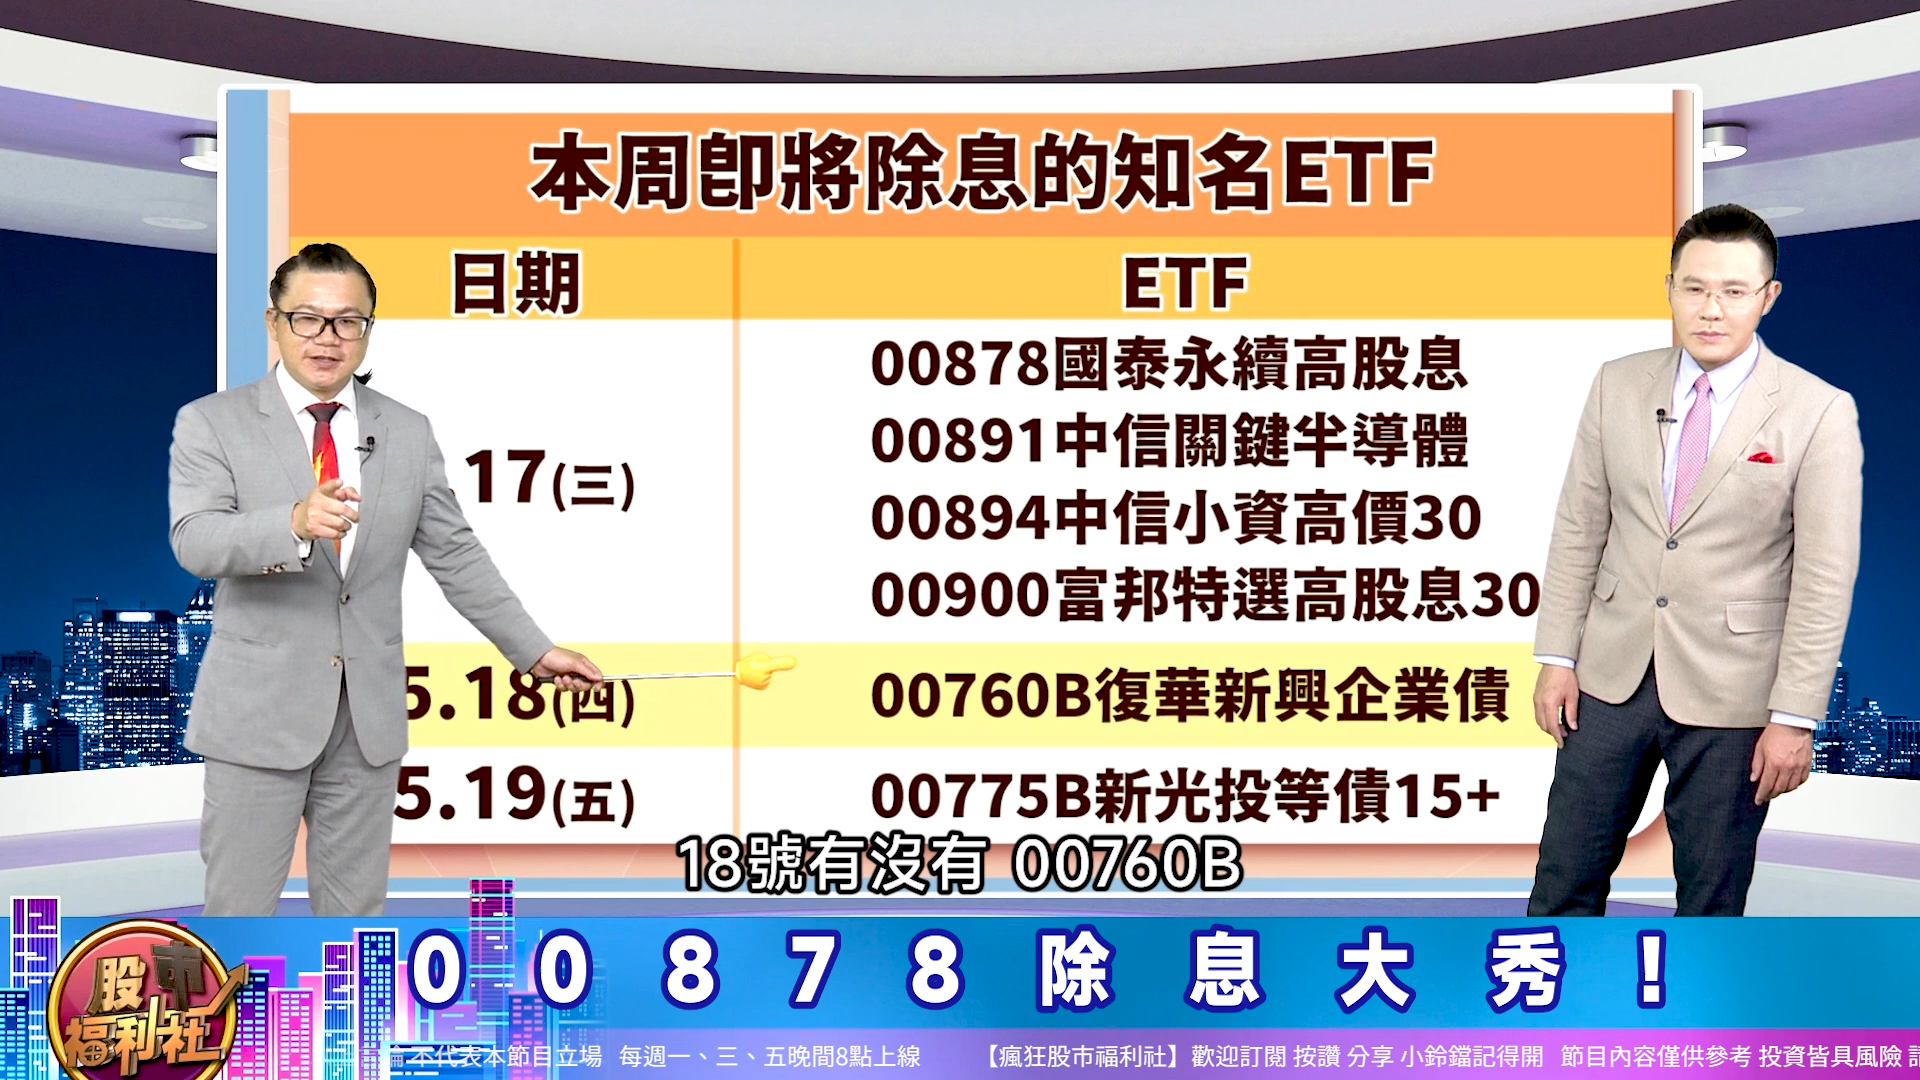 本周即將除息的知名ETF
日期 ETF
.17(三)
00878國泰永續高股息
00891中信關鍵半導體
00894中信小資高價30
00900富邦特選高股息30
5.18(四) 00760B復華新興企業債
5.19(五) 00775B新光投等債15+
18號有沒有 00760B
00878除息大秀！
股市
福利社
論 不代表本節目立場 每週一、三、五晚間8點上線 【瘋狂股市福利社】歡迎訂閱 按讚 分享 小鈴鐺記得開 節目內容僅供參考 投資皆具風險